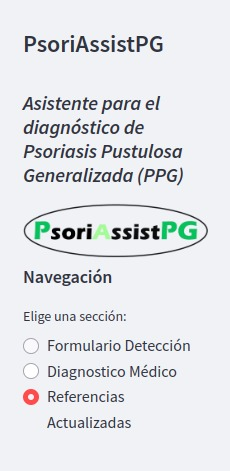 PsoriAssistPG
Asistente para el
diagnóstico de
Psoriasis Pustulosa
Generalizada (PPG)
PsoriAssistPG
Navegación
Elige una sección:
Formulario Detección
Diagnostico Médico
Referencias
Actualizadas